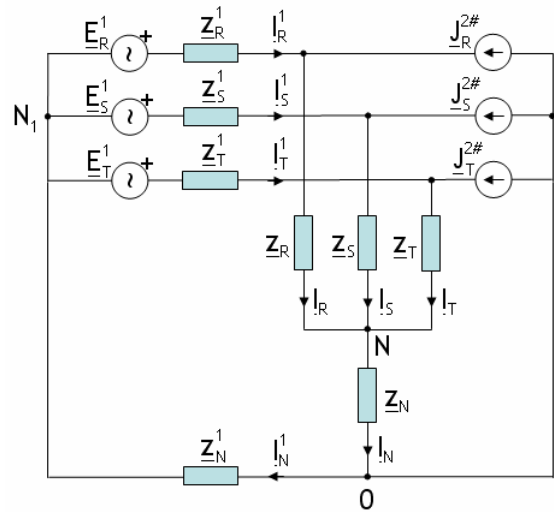 E_R^1 + z_R^1 I_R^1 J_R^2#
E_S^1 + z_S^1 I_S^1 J_S^2#
N_1
E_T^1 + z_T^1 I_T^1 J_T^2#
z_R z_S z_T
I_R I_S I_T
N
z_N
z_N^1 I_N^1 I_N
0